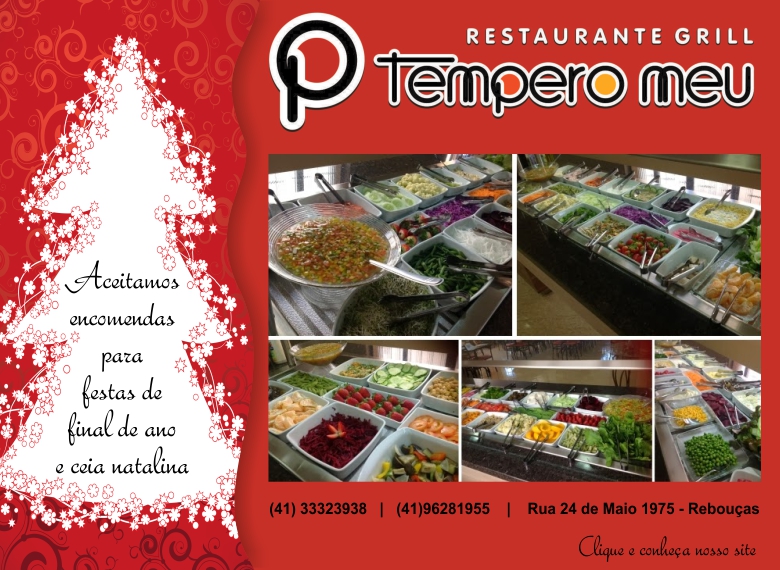 RESTAURANTE GRILL
tempero meu
Aceitamos
encomendas
para
festas de
final de ano
e ceia natalina
(41) 33323938 | (41)96281955 | Rua 24 de Maio 1975 - Rebouças
Clique e conheça nosso site